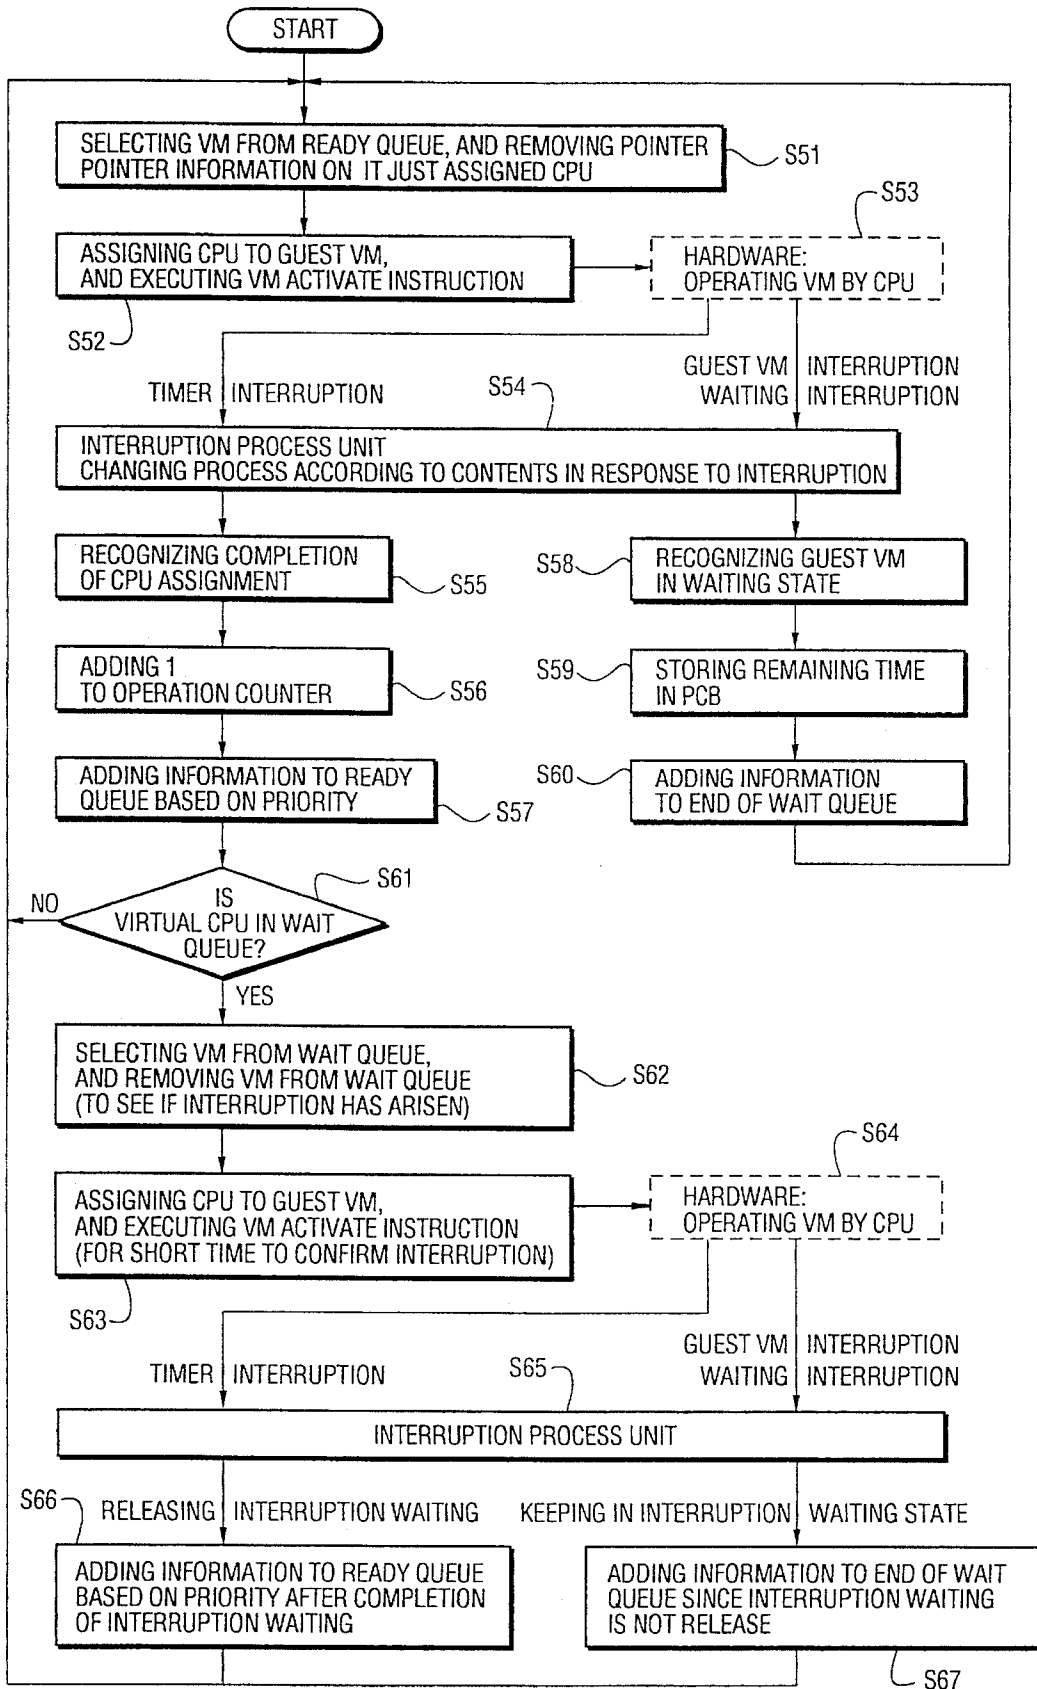 START
SELECTING VM FROM READY QUEUE, AND REMOVING POINTER
POINTER INFORMATION ON IT JUST ASSIGNED CPU
S51
S53
ASSIGNING CPU TO GUEST VM,
AND EXECUTING VM ACTIVATE INSTRUCTION
HARDWARE:
OPERATING VM BY CPU
S52
TIMER INTERRUPTION
S54
GUEST VM INTERRUPTION
WAITING INTERRUPTION
INTERRUPTION PROCESS UNIT
CHANGING PROCESS ACCORDING TO CONTENTS IN RESPONSE TO INTERRUPTION
RECOGNIZING COMPLETION
OF CPU ASSIGNMENT
S55
S58
RECOGNIZING GUEST VM
IN WAITING STATE
ADDING 1
TO OPERATION COUNTER
S56
S59
STORING REMAINING TIME
IN PCB
ADDING INFORMATION TO READY
QUEUE BASED ON PRIORITY
S57
S60
ADDING INFORMATION
TO END OF WAIT QUEUE
S61
NO
IS
VIRTUAL CPU IN WAIT
QUEUE?
YES
SELECTING VM FROM WAIT QUEUE,
AND REMOVING VM FROM WAIT QUEUE
(TO SEE IF INTERRUPTION HAS ARISEN)
S62
S64
ASSIGNING CPU TO GUEST VM,
AND EXECUTING VM ACTIVATE INSTRUCTION
(FOR SHORT TIME TO CONFIRM INTERRUPTION)
HARDWARE:
OPERATING VM BY CPU
S63
TIMER INTERRUPTION
S65
GUEST VM INTERRUPTION
WAITING INTERRUPTION
INTERRUPTION PROCESS UNIT
S66
RELEASING INTERRUPTION WAITING
KEEPING IN INTERRUPTION WAITING STATE
ADDING INFORMATION TO READY QUEUE
BASED ON PRIORITY AFTER COMPLETION
OF INTERRUPTION WAITING
ADDING INFORMATION TO END OF WAIT
QUEUE SINCE INTERRUPTION WAITING
IS NOT RELEASE
S67